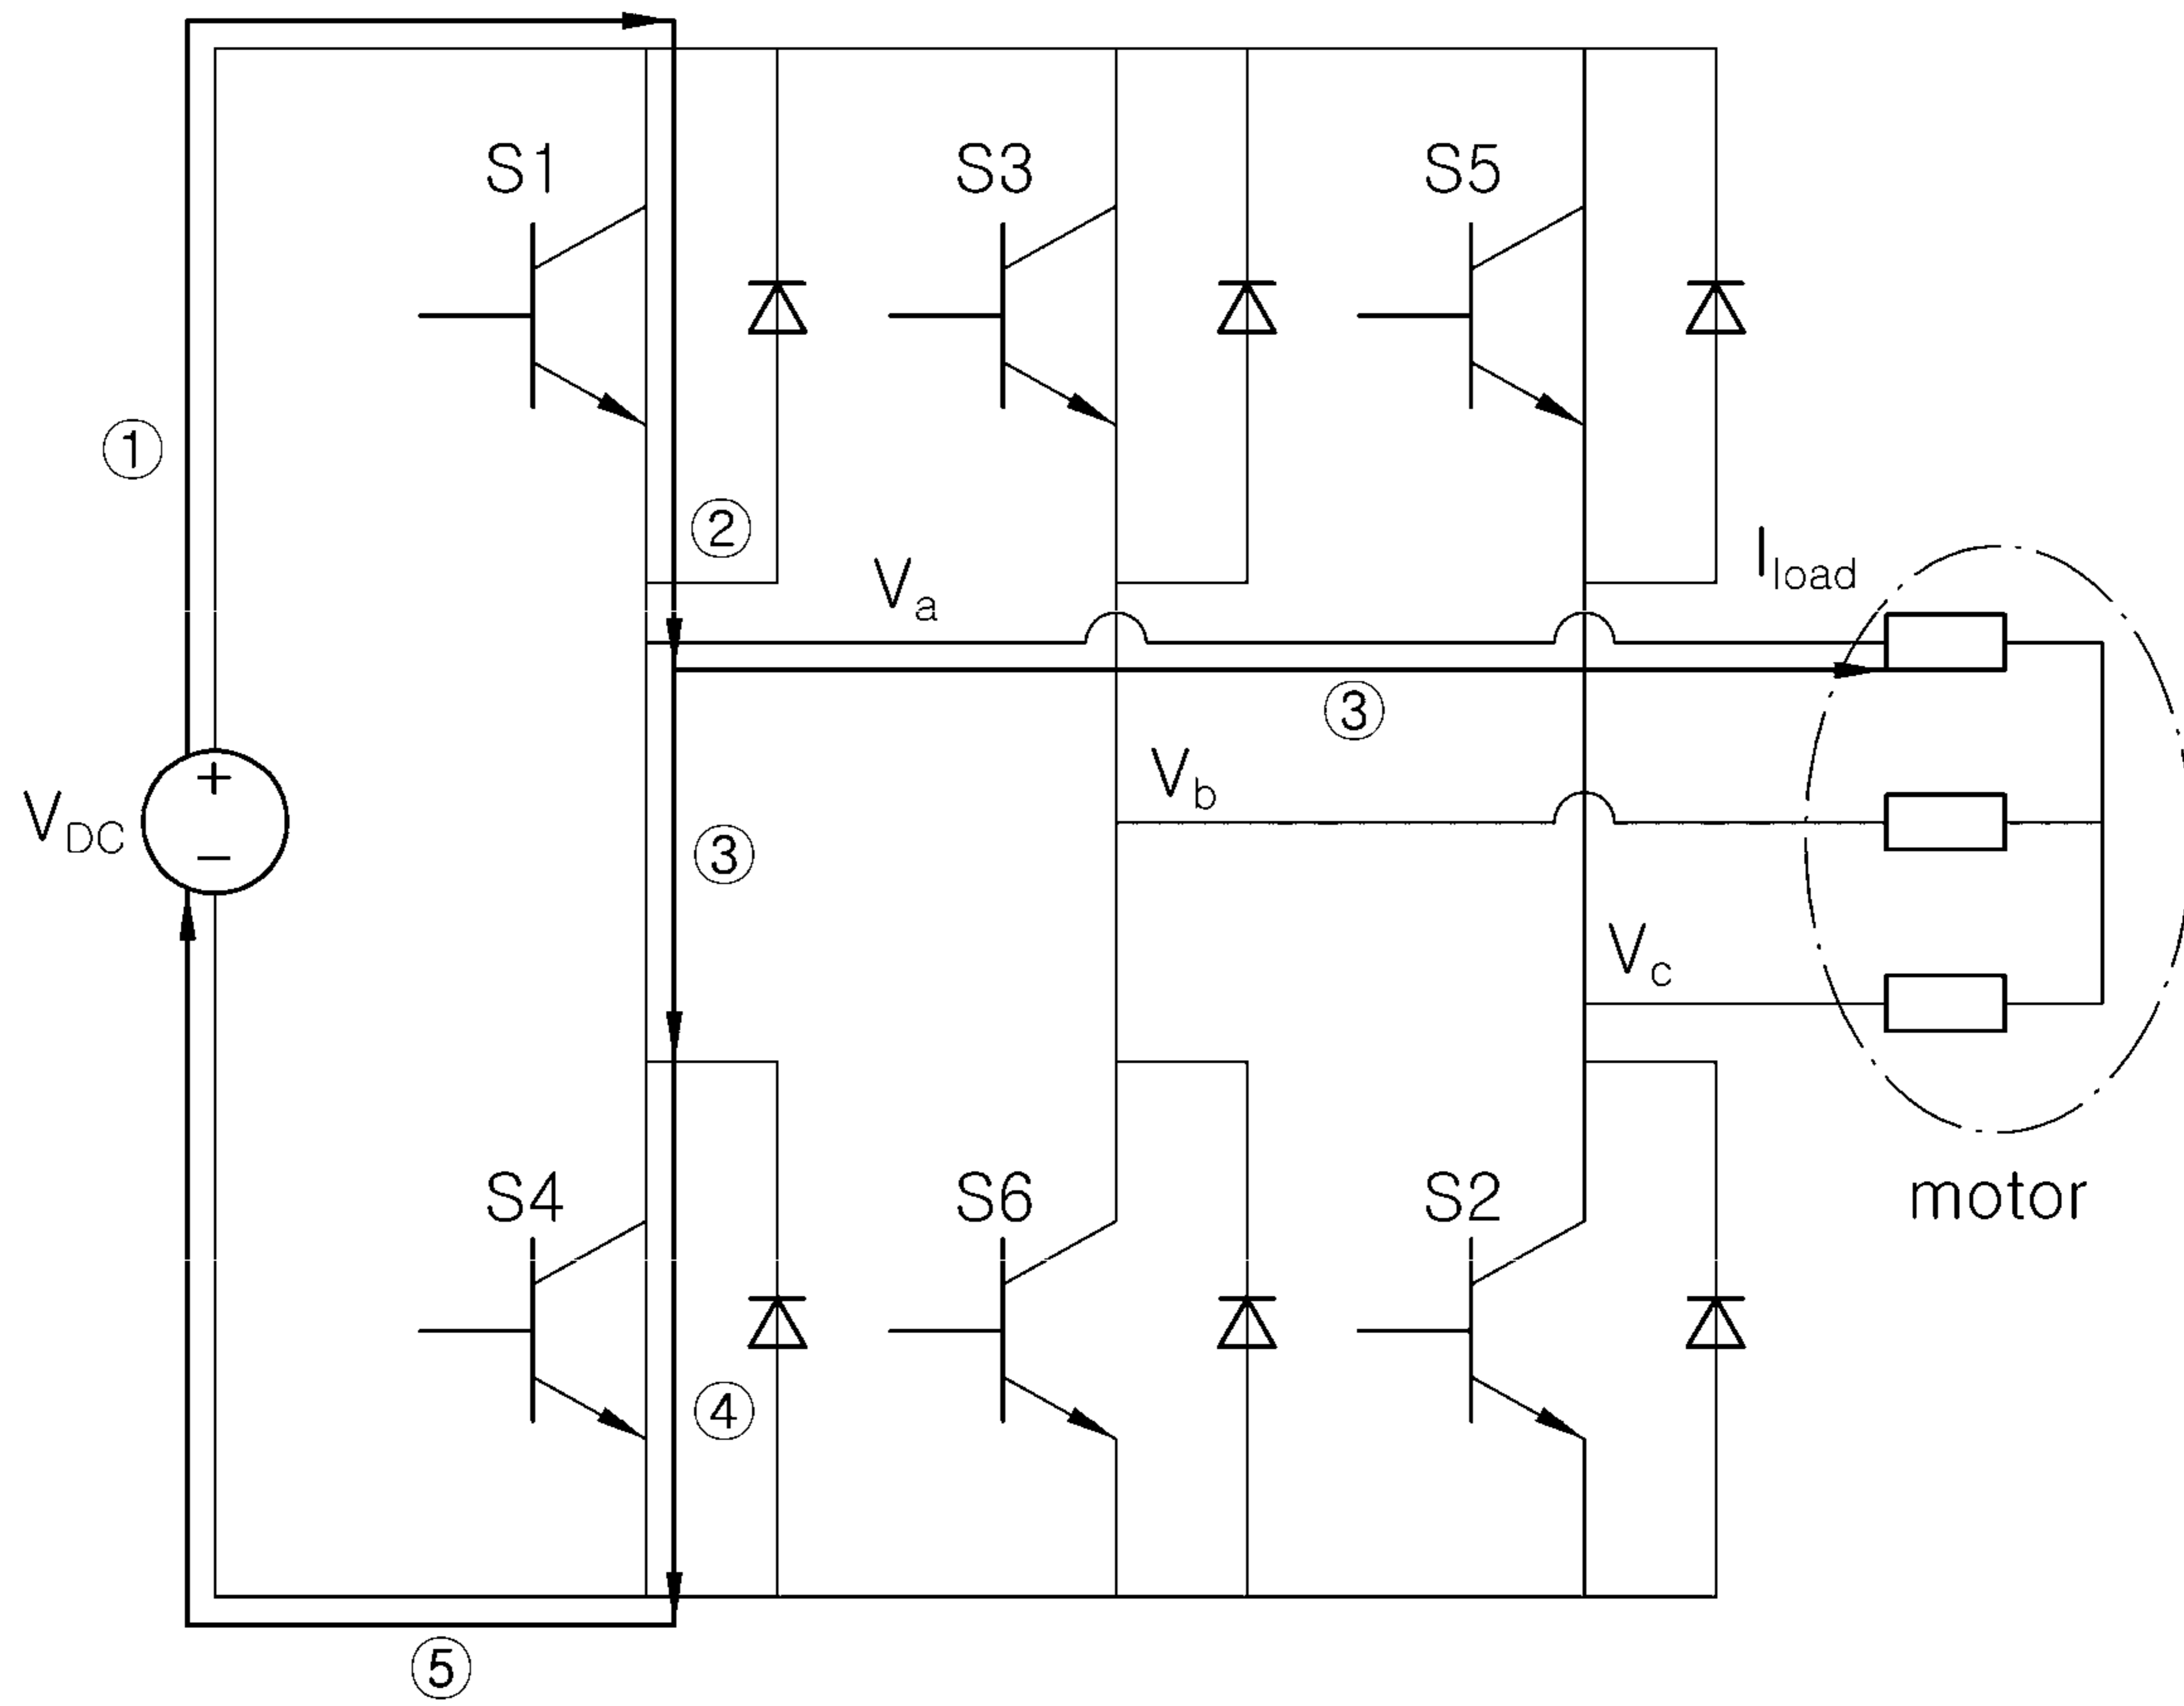 S1
S3
S5
①
②
Va
Iload
③
Vb
VDC
+
−
③
Vc
S4
S6
S2
motor
④
⑤